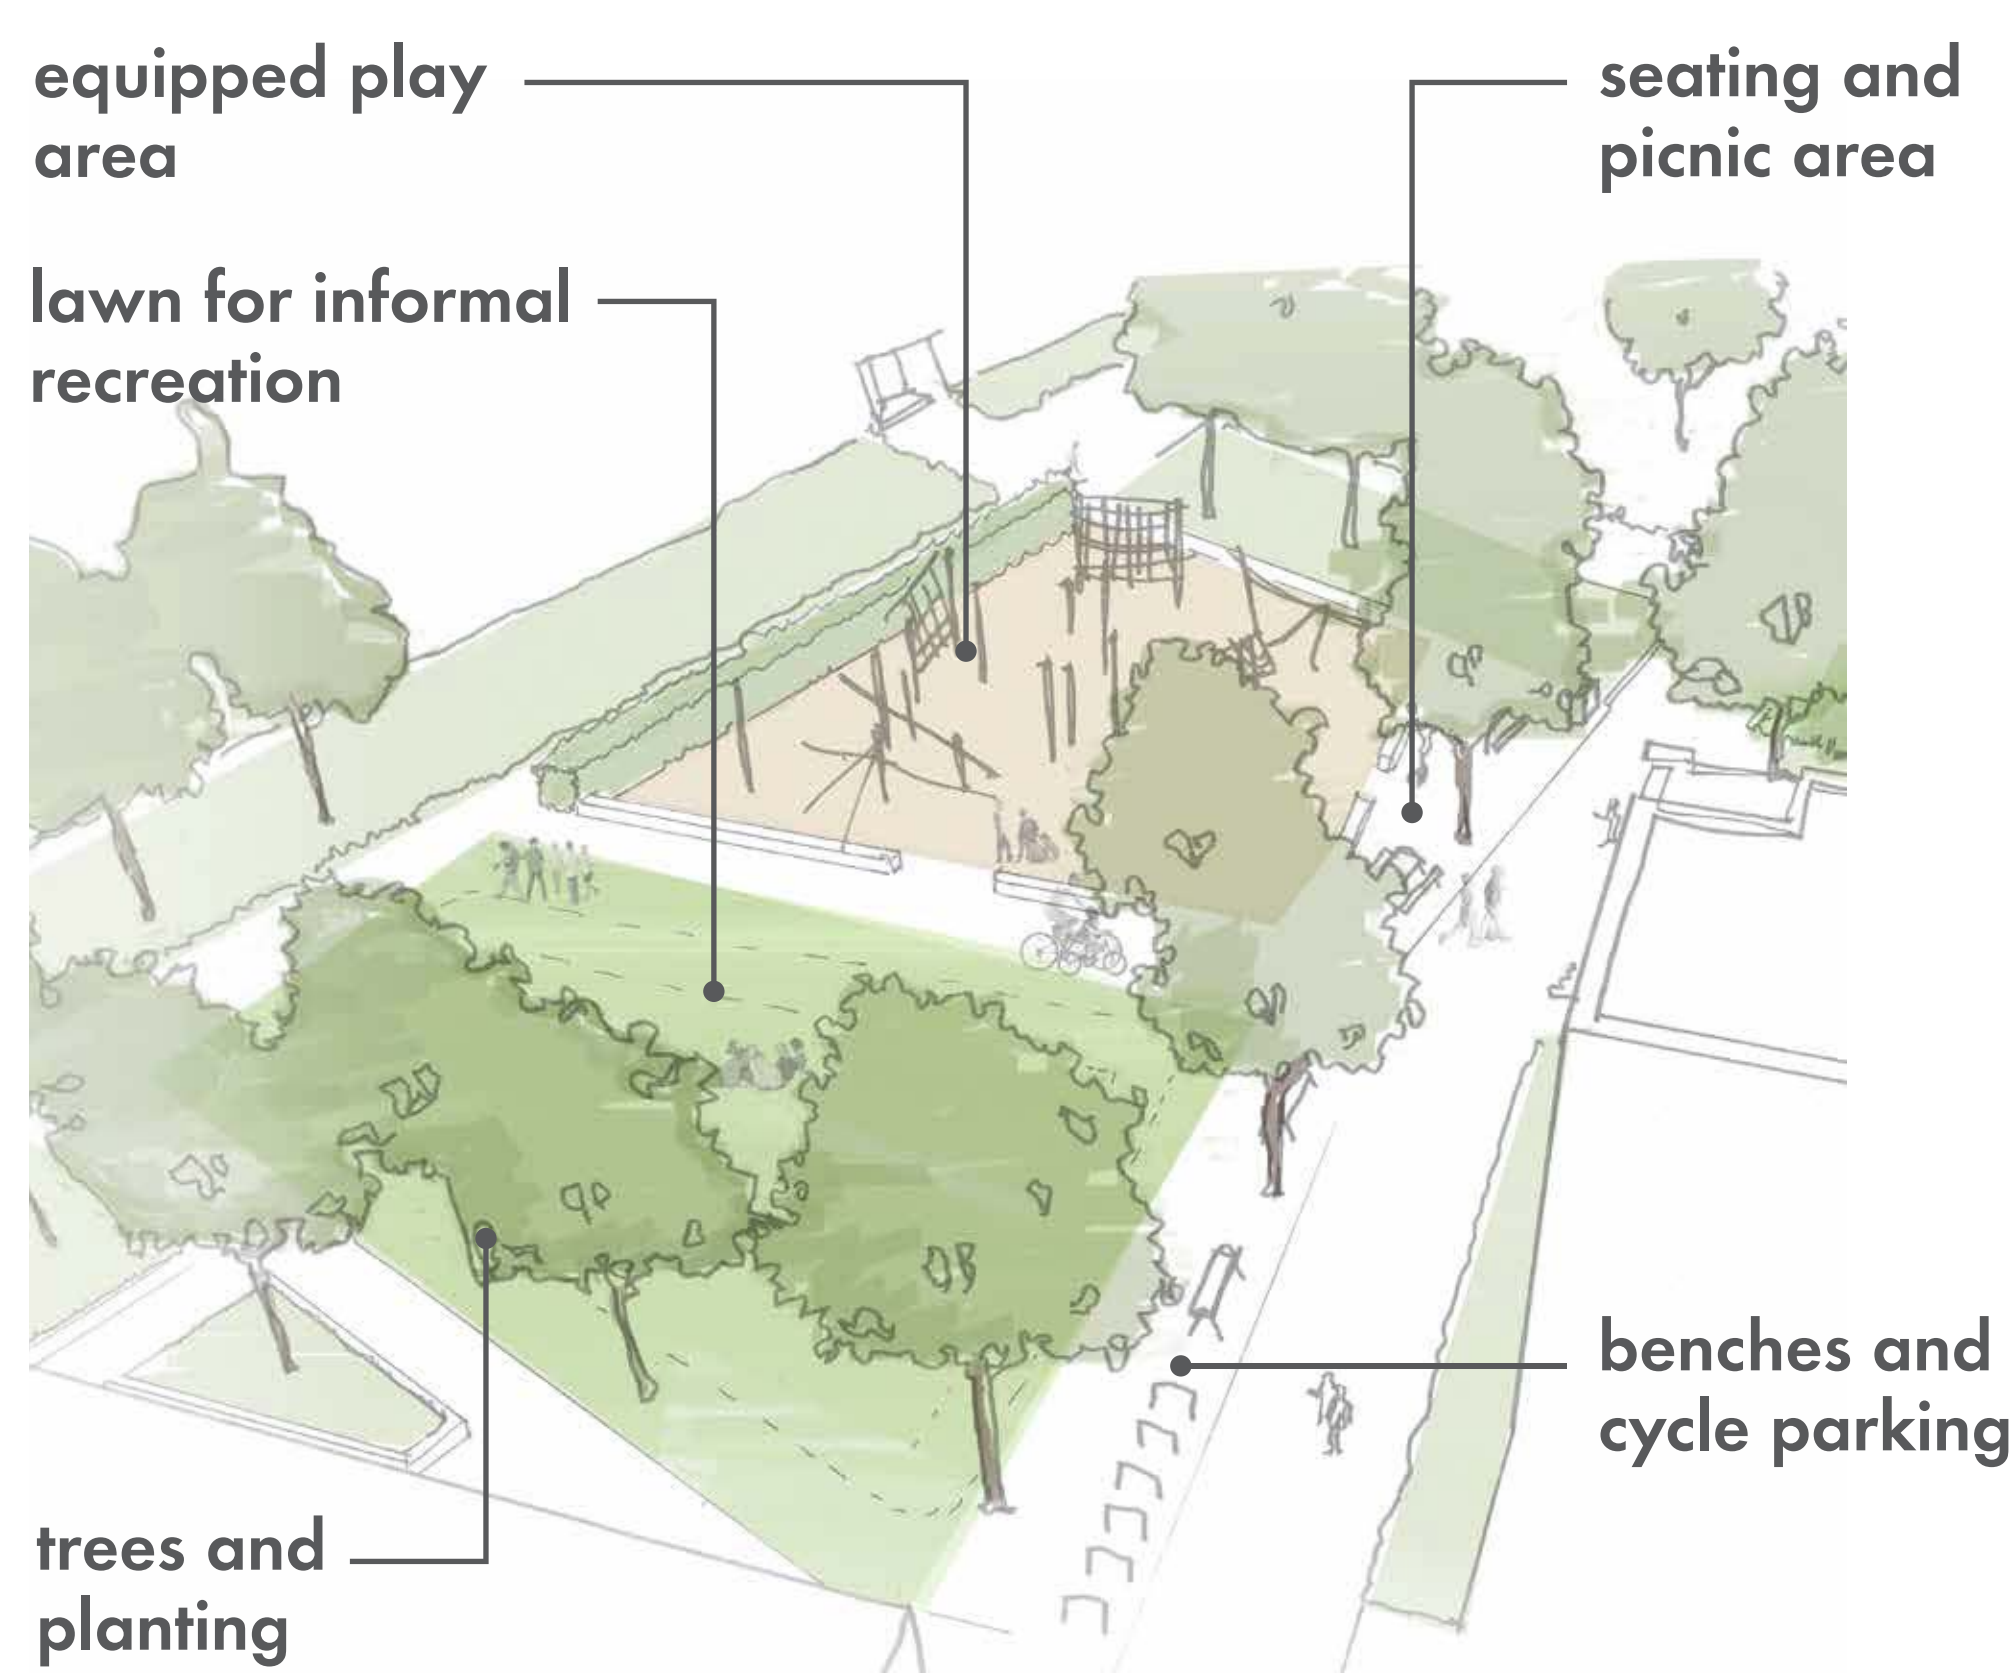 equipped play
area
seating and
picnic area
lawn for informal
recreation
benches and
cycle parking
trees and
planting